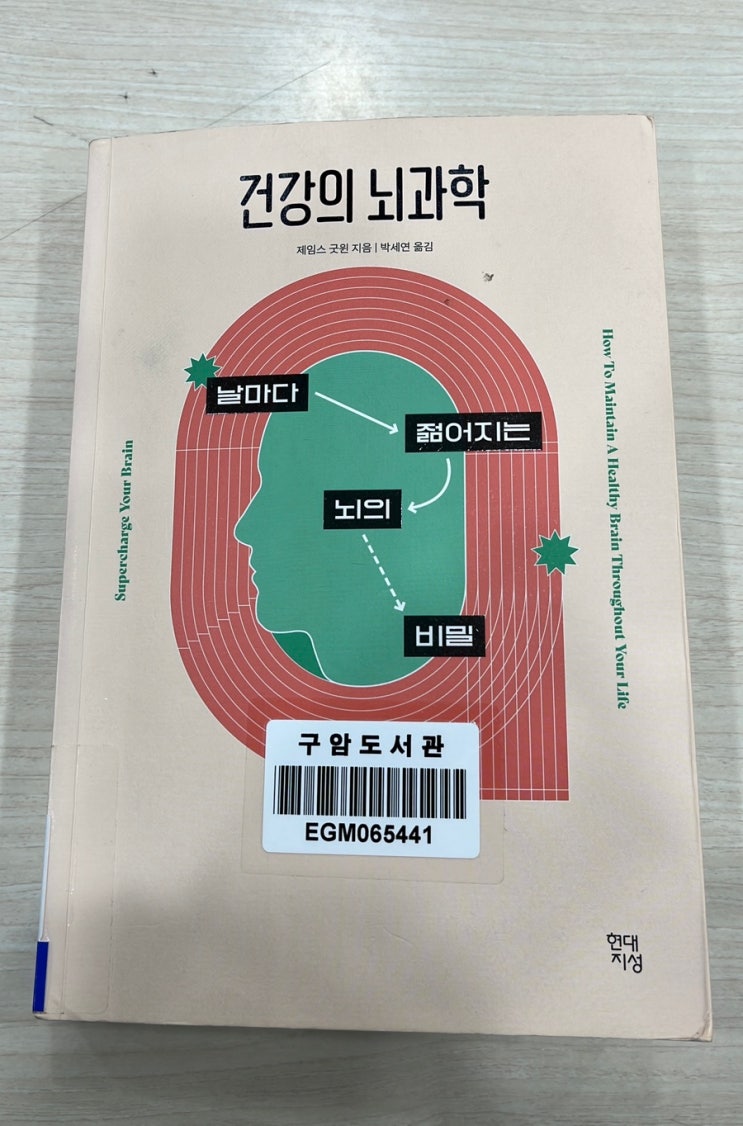 건강의 뇌과학
제임스 굿윈 지음 | 박세연 옮김
날마다
젊어지는
뇌의
비밀
Supercharge Your Brain
How To Maintain A Healthy Brain Throughout Your Life
구암도서관
EGM065441
현대
지성